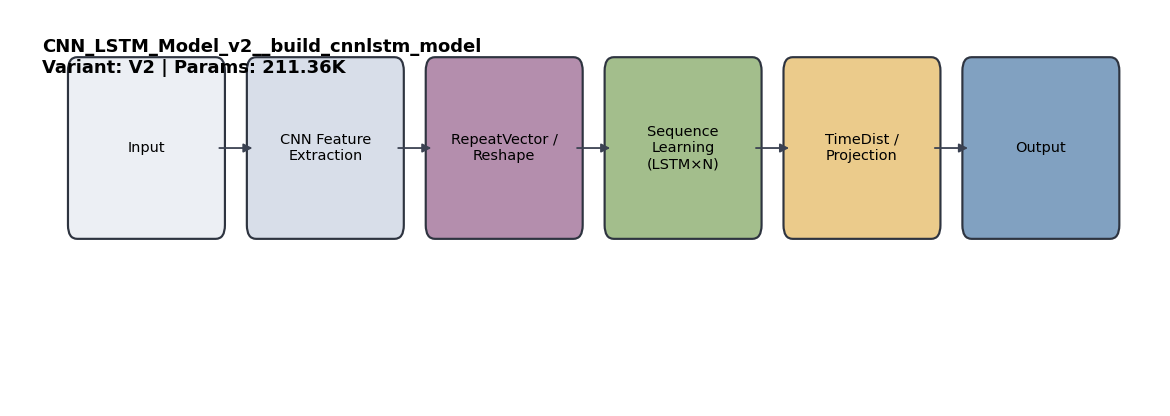 CNN_LSTM_Model_v2__build_cnnlstm_model
Variant: V2 | Params: 211.36K
Input
CNN Feature
Extraction
RepeatVector /
Reshape
Sequence
Learning
(LSTM×N)
TimeDist /
Projection
Output